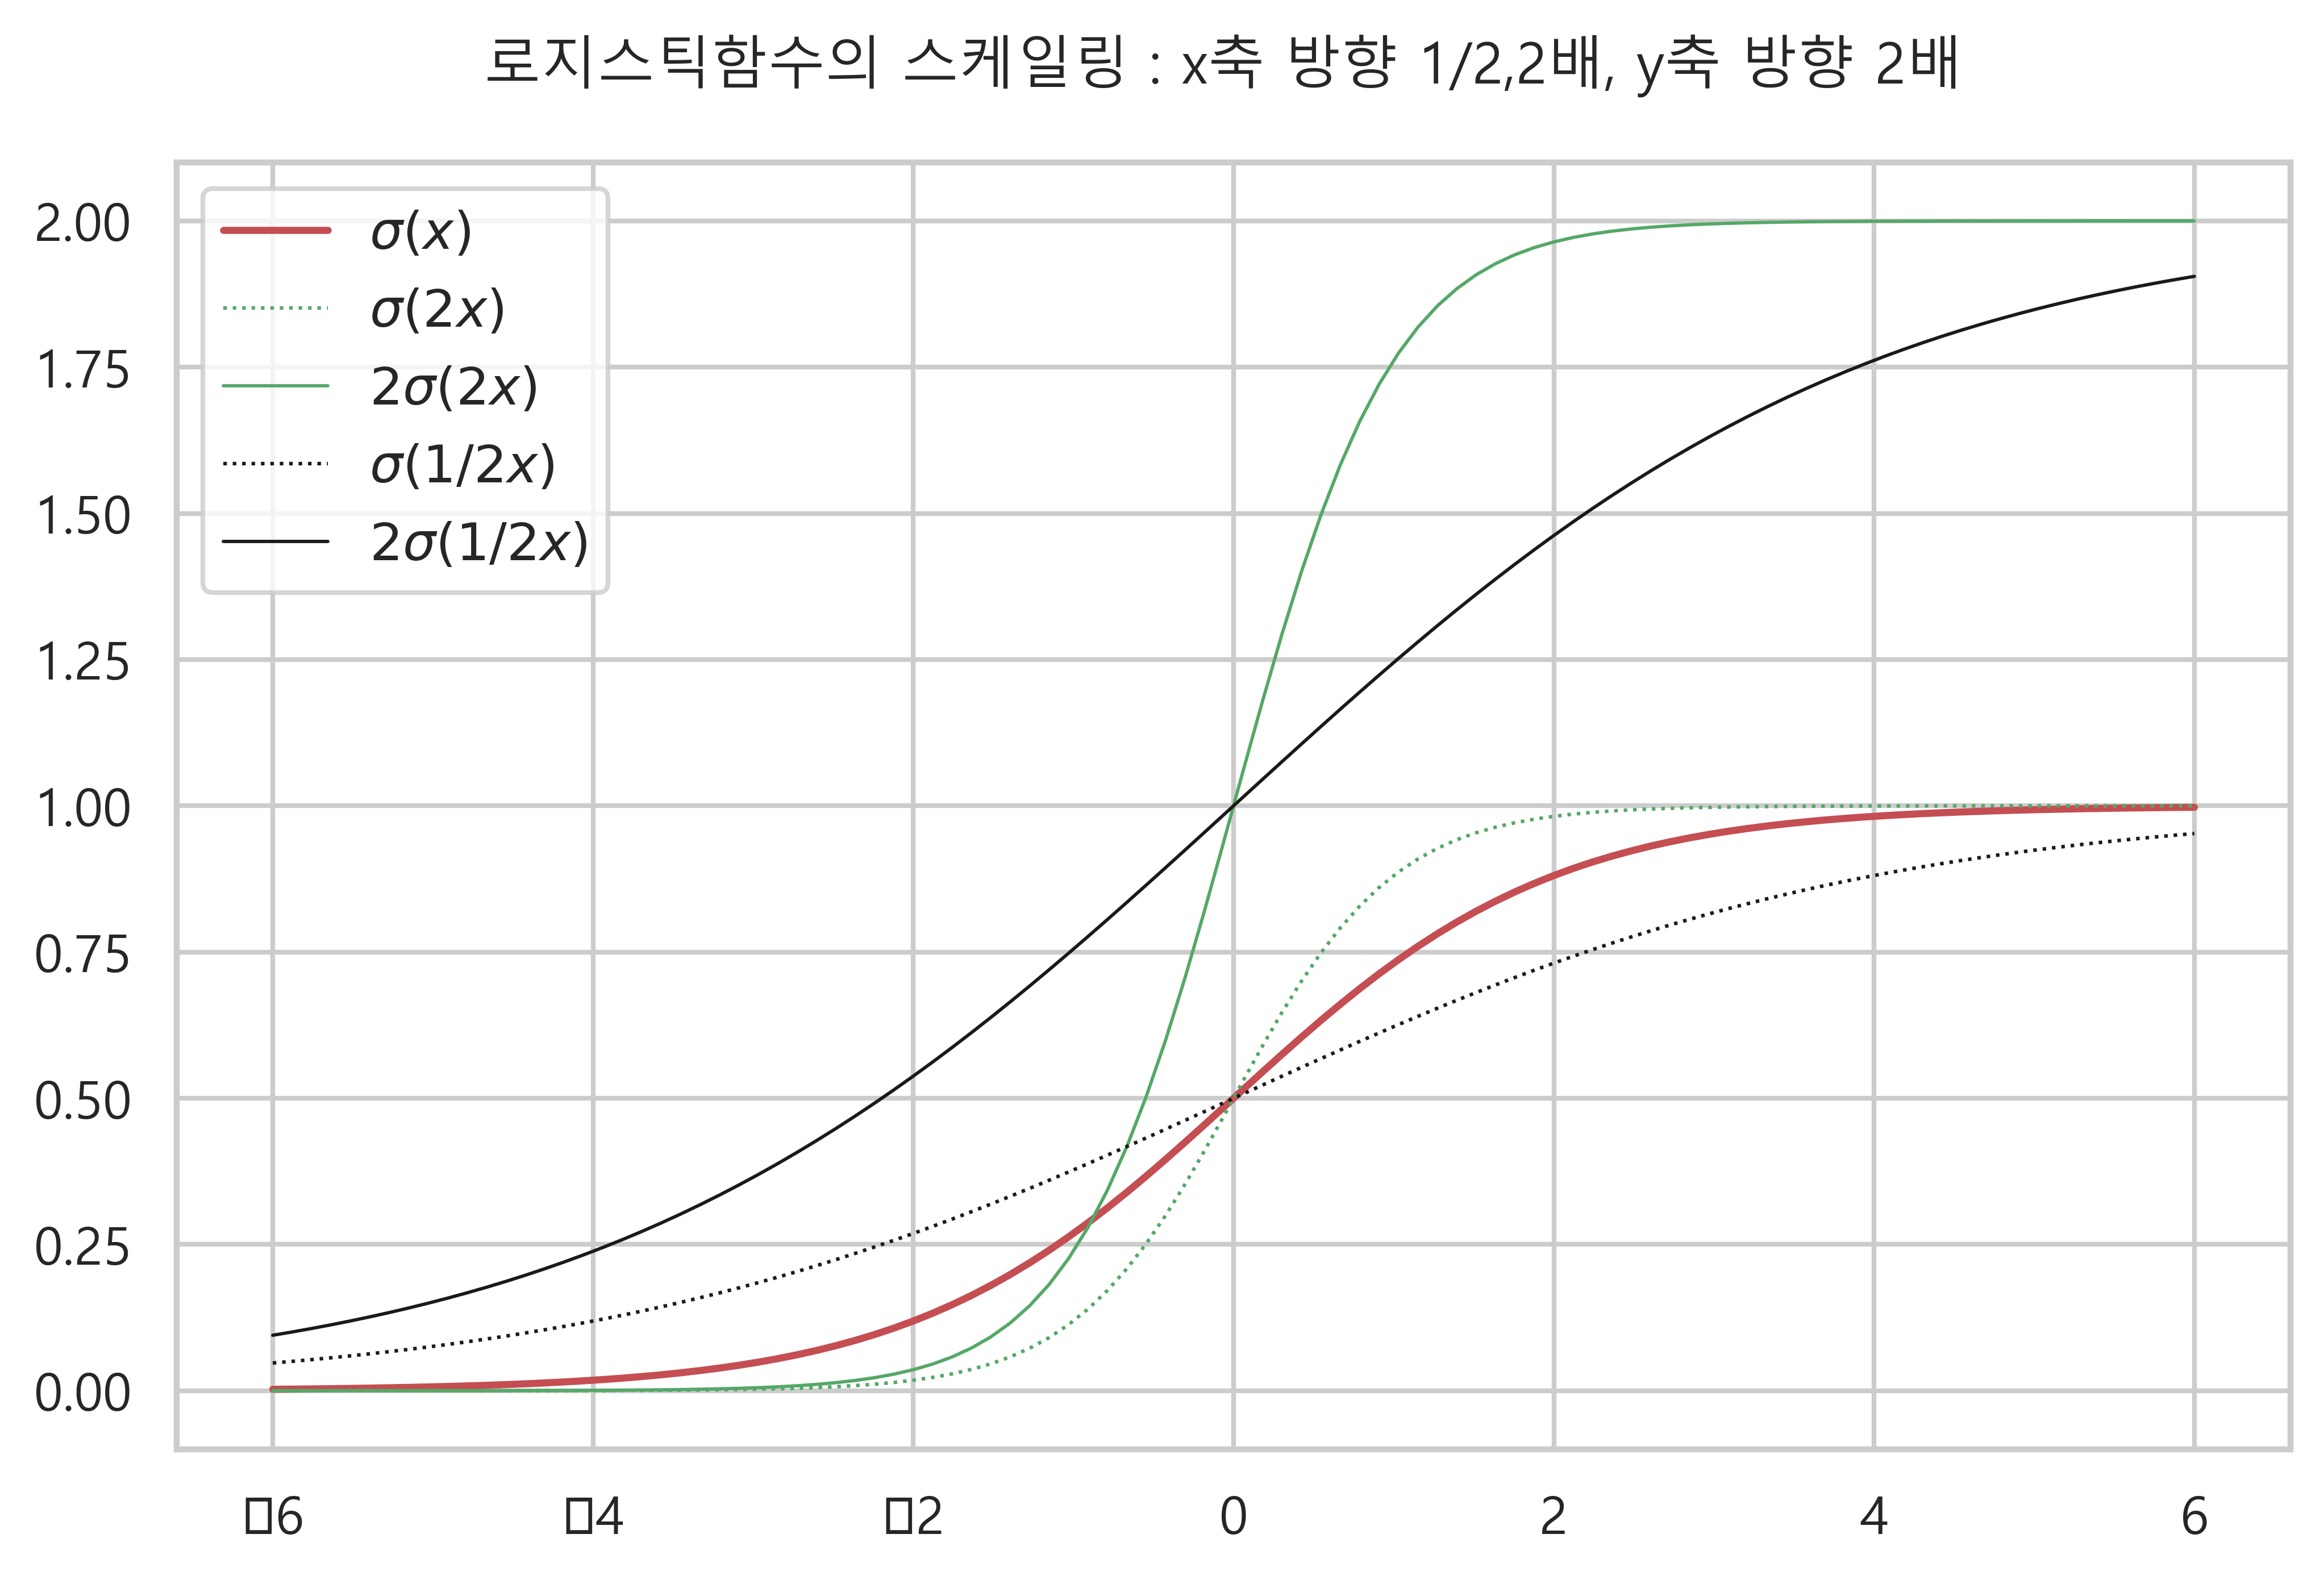 로지스틱함수의 스케일링 : x축 방향 1/2,2배, y축 방향 2배
2.00
1.75
1.50
1.25
1.00
0.75
0.50
0.25
0.00
σ(x)
σ(2x)
2σ(2x)
σ(1/2x)
2σ(1/2x)
▯6 ▯4 ▯2 0 2 4 6